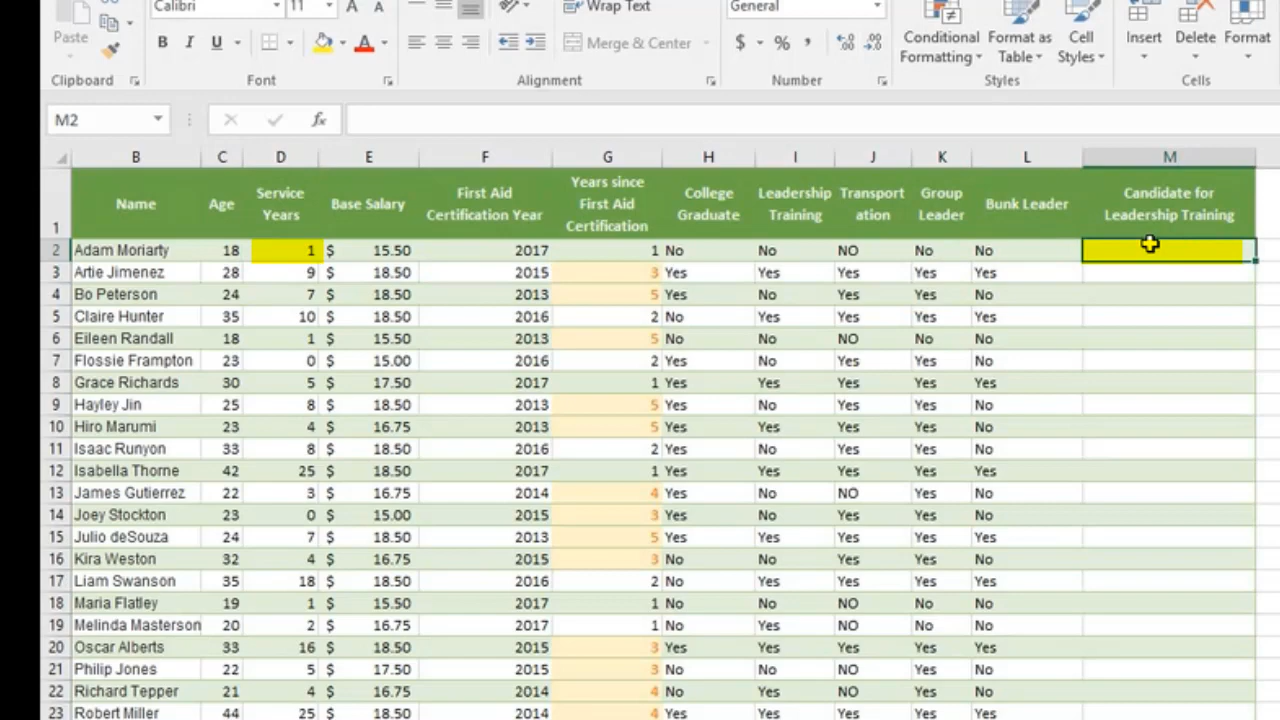 Calibri 11 A A Wrap Text General
Paste B I U Merge & Center $ % , Conditional Formatting Format as Table Cell Styles Insert Delete Format
Clipboard Font Alignment Number Styles Cells
M2 fx
B C D E F G H I J K L M
1 Name Age Service Years Base Salary First Aid Certification Year Years since First Aid Certification College Graduate Leadership Training Transportation Group Leader Bunk Leader Candidate for Leadership Training
2 Adam Moriarty 18 1 $ 15.50 2017 1 No No NO No No
3 Artie Jimenez 28 9 $ 18.50 2015 3 Yes Yes Yes Yes Yes
4 Bo Peterson 24 7 $ 18.50 2013 5 Yes No Yes Yes No
5 Claire Hunter 35 10 $ 18.50 2016 2 No Yes Yes Yes Yes
6 Eileen Randall 18 1 $ 15.50 2013 5 No No NO No No
7 Flossie Frampton 23 0 $ 15.00 2016 2 Yes No Yes Yes No
8 Grace Richards 30 5 $ 17.50 2017 1 Yes Yes Yes Yes Yes
9 Hayley Jin 25 8 $ 18.50 2013 5 Yes No Yes Yes No
10 Hiro Marumi 23 4 $ 16.75 2013 5 Yes Yes Yes Yes No
11 Isaac Runyon 33 8 $ 18.50 2016 2 Yes No Yes Yes No
12 Isabella Thorne 42 25 $ 18.50 2017 1 Yes Yes Yes Yes Yes
13 James Gutierrez 22 3 $ 16.75 2014 4 Yes No NO Yes No
14 Joey Stockton 23 0 $ 15.00 2015 3 Yes No Yes Yes No
15 Julio deSouza 24 7 $ 18.50 2013 5 Yes Yes Yes Yes Yes
16 Kira Weston 32 4 $ 16.75 2015 3 No No Yes Yes No
17 Liam Swanson 35 18 $ 18.50 2016 2 No Yes Yes Yes Yes
18 Maria Flatley 19 1 $ 15.50 2017 1 No No NO No No
19 Melinda Masterson 20 2 $ 16.75 2017 1 No Yes NO No No
20 Oscar Alberts 33 16 $ 18.50 2015 3 Yes Yes Yes Yes Yes
21 Philip Jones 22 5 $ 17.50 2015 3 No No NO Yes No
22 Richard Tepper 21 4 $ 16.75 2014 4 No Yes NO Yes No
23 Robert Miller 44 25 $ 18.50 2014 4 Yes Yes Yes Yes Yes